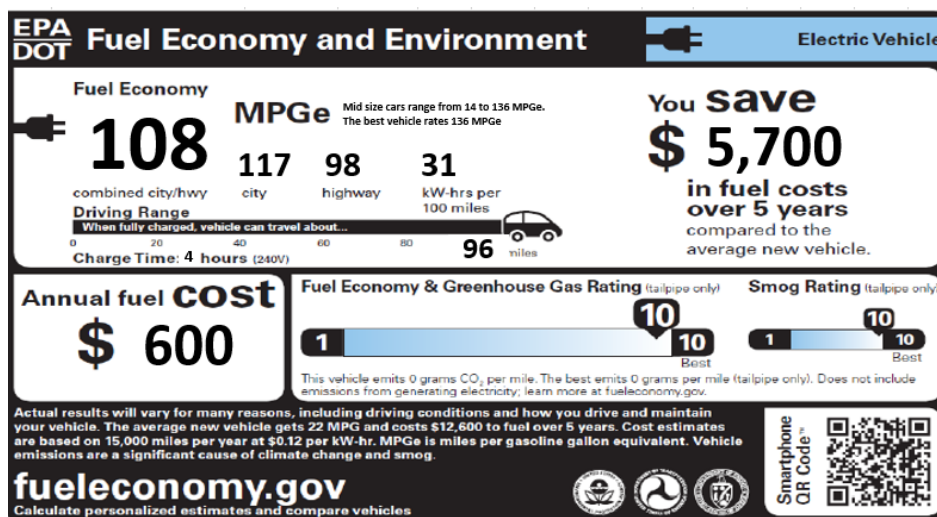 EPA
DOT
Fuel Economy and Environment
Electric Vehicle
Fuel Economy
108
combined city/hwy
MPGe
Mid size cars range from 14 to 136 MPGe.
The best vehicle rates 136 MPGe
117
city
98
highway
31
kW-hrs per
100 miles
Driving Range
When fully charged, vehicle can travel about...
0 20 40 60 80 96 miles
Charge Time: 4 hours (240V)
You save
$ 5,700
in fuel costs
over 5 years
compared to the
average new vehicle.
Annual fuel cost
$ 600
Fuel Economy & Greenhouse Gas Rating (tailpipe only)
1 10 10
Best
Smog Rating (tailpipe only)
1 10 10
Best
This vehicle emits 0 grams CO₂ per mile. The best emits 0 grams per mile (tailpipe only). Does not include
emissions from generating electricity; learn more at fueleconomy.gov.
Actual results will vary for many reasons, including driving conditions and how you drive and maintain
your vehicle. The average new vehicle gets 22 MPG and costs $12,600 to fuel over 5 years. Cost estimates
are based on 15,000 miles per year at $0.12 per kW-hr. MPGe is miles per gasoline gallon equivalent. Vehicle
emissions are a significant cause of climate change and smog.
fueleconomy.gov
Calculate personalized estimates and compare vehicles
Smartphone
QR Code™